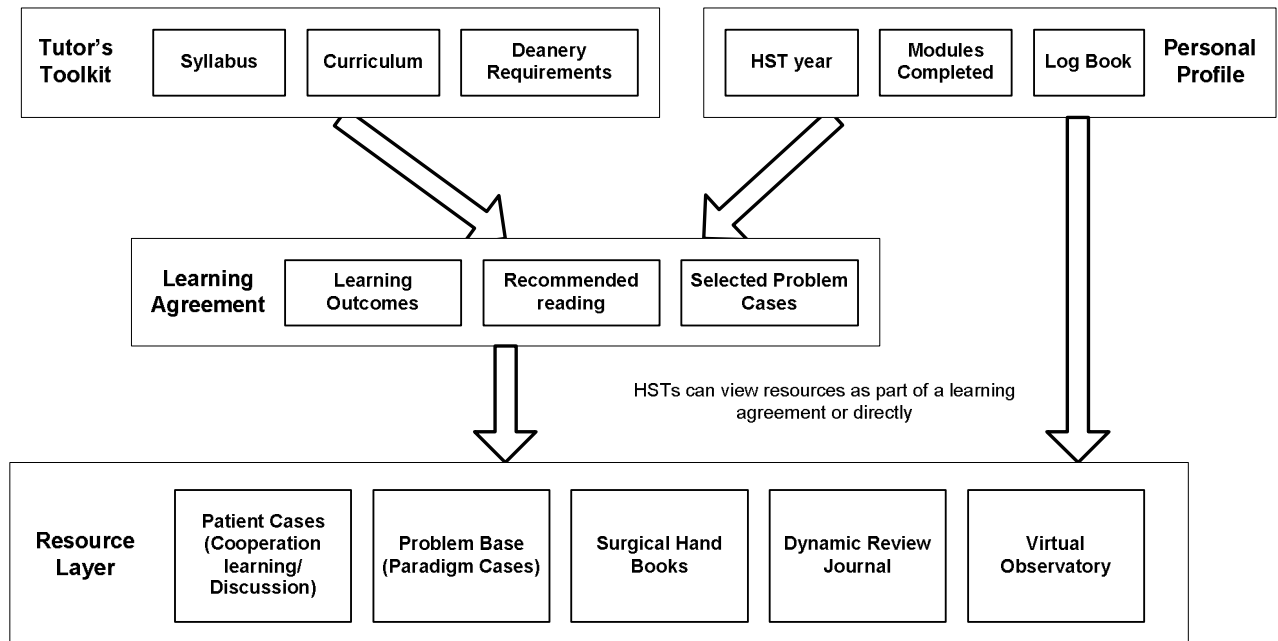 Tutor's
Toolkit
Syllabus
Curriculum
Deanery
Requirements
HST year
Modules
Completed
Log Book
Personal
Profile
Learning
Agreement
Learning
Outcomes
Recommended
reading
Selected Problem
Cases
HSTs can view resources as part of a learning
agreement or directly
Resource
Layer
Patient Cases
(Cooperation
learning/
Discussion)
Problem Base
(Paradigm Cases)
Surgical Hand
Books
Dynamic Review
Journal
Virtual
Observatory